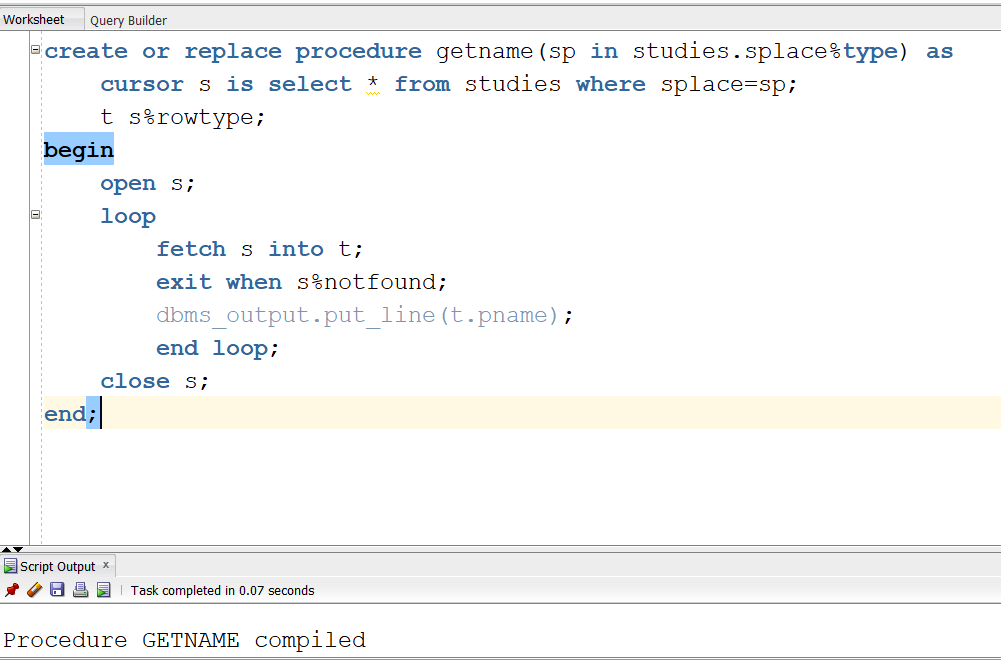 Worksheet Query Builder
create or replace procedure getname(sp in studies.splace%type) as
cursor s is select * from studies where splace=sp;
t s%rowtype;
begin
open s;
loop
fetch s into t;
exit when s%notfound;
dbms_output.put_line(t.pname);
end loop;
close s;
end;
Script Output x
Task completed in 0.07 seconds
Procedure GETNAME compiled